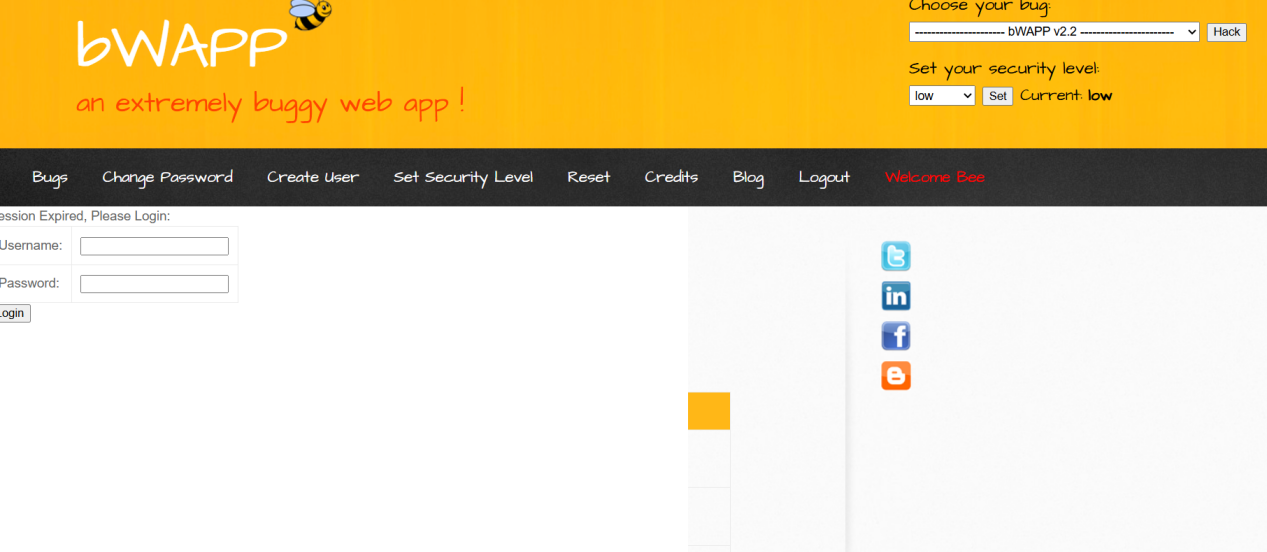 bWAPP
an extremely buggy web app !
Choose your bug:
---------------------- bWAPP v2.2 -----------------------
Hack
Set your security level:
low
Set
Current: low
Bugs Change Password Create User Set Security Level Reset Credits Blog Logout Welcome Bee
ession Expired, Please Login:
Username:
Password:
ogin